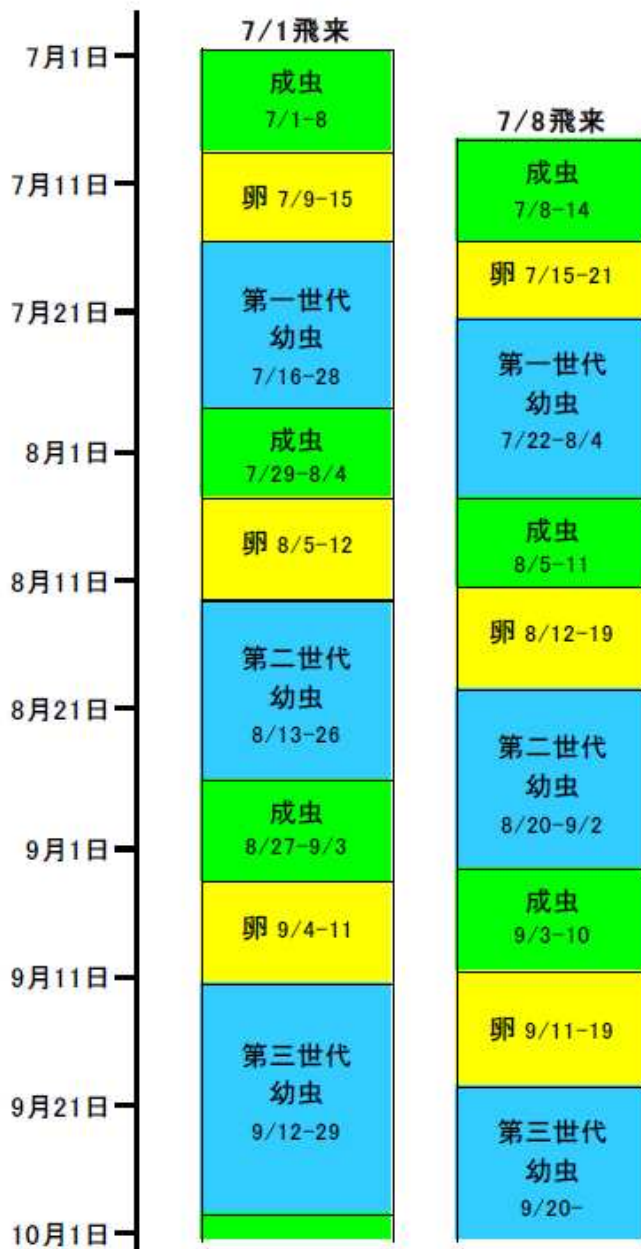 7月1日
7月11日
7月21日
8月1日
8月11日
8月21日
9月1日
9月11日
9月21日
10月1日
7/1飛来
成虫
7/1-8
卵 7/9-15
第一世代
幼虫
7/16-28
成虫
7/29-8/4
卵 8/5-12
第二世代
幼虫
8/13-26
成虫
8/27-9/3
卵 9/4-11
第三世代
幼虫
9/12-29
7/8飛来
成虫
7/8-14
卵 7/15-21
第一世代
幼虫
7/22-8/4
成虫
8/5-11
卵 8/12-19
第二世代
幼虫
8/20-9/2
成虫
9/3-10
卵 9/11-19
第三世代
幼虫
9/20-